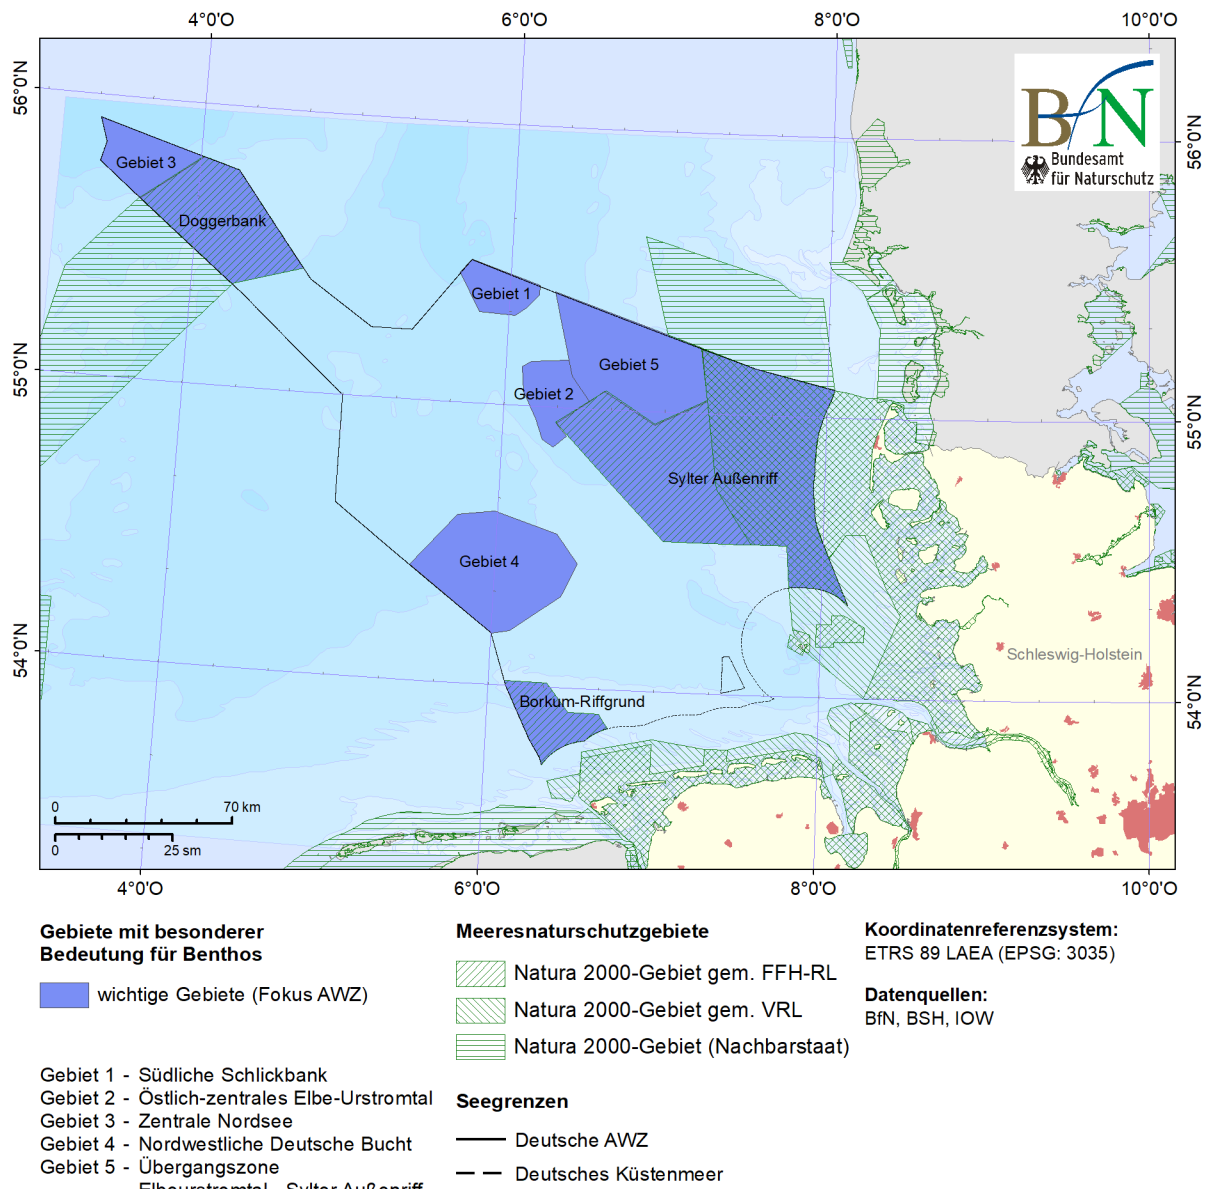 4°0'O 6°0'O 8°0'O 10°0'O
56°0'N
56°0'N
BfN
Bundesamt
für Naturschutz
Gebiet 3
Doggerbank
Gebiet 1
Gebiet 5
55°0'N
Gebiet 2
55°0'N
Sylter Außenriff
Gebiet 4
54°0'N
Schleswig-Holstein
Borkum-Riffgrund
54°0'N
0 70 km
0 25 sm
4°0'O 6°0'O 8°0'O 10°0'O
Gebiete mit besonderer
Bedeutung für Benthos
wichtige Gebiete (Fokus AWZ)
Gebiet 1 - Südliche Schlickbank
Gebiet 2 - Östlich-zentrales Elbe-Urstromtal
Gebiet 3 - Zentrale Nordsee
Gebiet 4 - Nordwestliche Deutsche Bucht
Gebiet 5 - Übergangszone
Elbeurstromtal - Sylter Außenriff
Meeresnaturschutzgebiete
Natura 2000-Gebiet gem. FFH-RL
Natura 2000-Gebiet gem. VRL
Natura 2000-Gebiet (Nachbarstaat)
Seegrenzen
Deutsche AWZ
Deutsches Küstenmeer
Koordinatenreferenzsystem:
ETRS 89 LAEA (EPSG: 3035)
Datenquellen:
BfN, BSH, IOW